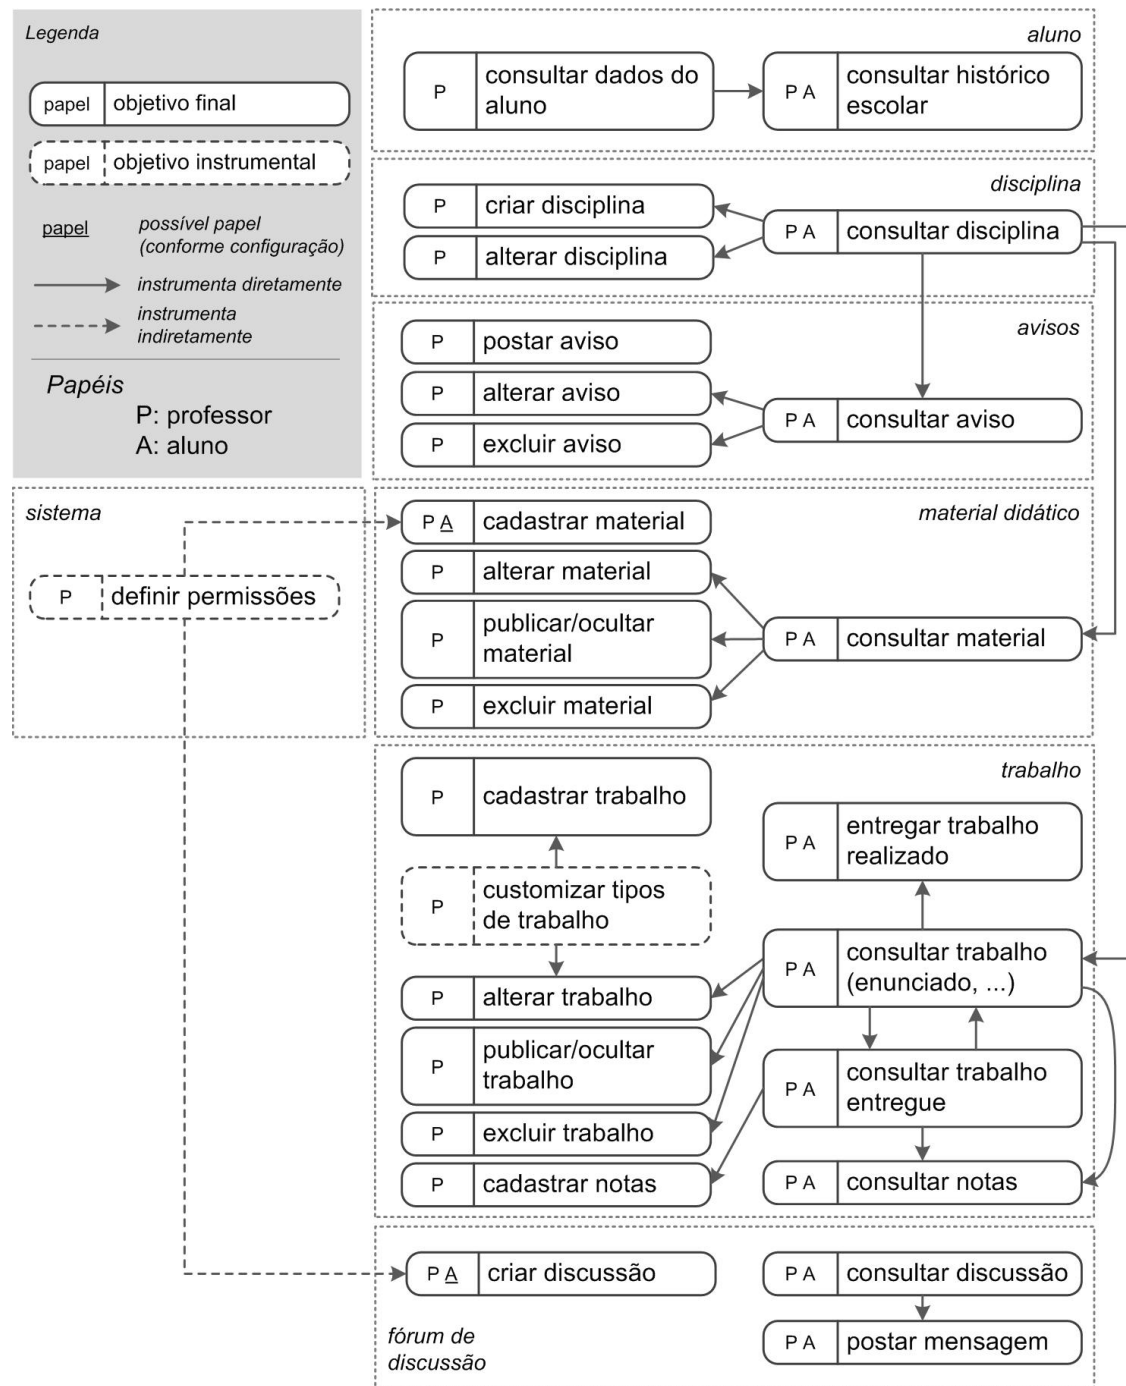 Legenda
papel objetivo final
papel objetivo instrumental
papel possível papel
(conforme configuração)
instrumenta diretamente
instrumenta
indiretamente
Papéis
P: professor
A: aluno
aluno
P consultar dados do
aluno
P A consultar histórico
escolar
disciplina
P criar disciplina
P A consultar disciplina
P alterar disciplina
avisos
P postar aviso
P alterar aviso
P A consultar aviso
P excluir aviso
sistema
P definir permissões
material didático
P A cadastrar material
P alterar material
P publicar/ocultar
material
P A consultar material
P excluir material
trabalho
P cadastrar trabalho
P A entregar trabalho
realizado
P customizar tipos
de trabalho
P A consultar trabalho
(enunciado, ...)
P alterar trabalho
P publicar/ocultar
trabalho
P A consultar trabalho
entregue
P excluir trabalho
P cadastrar notas
P A consultar notas
P A criar discussão
P A consultar discussão
fórum de
discussão
P A postar mensagem